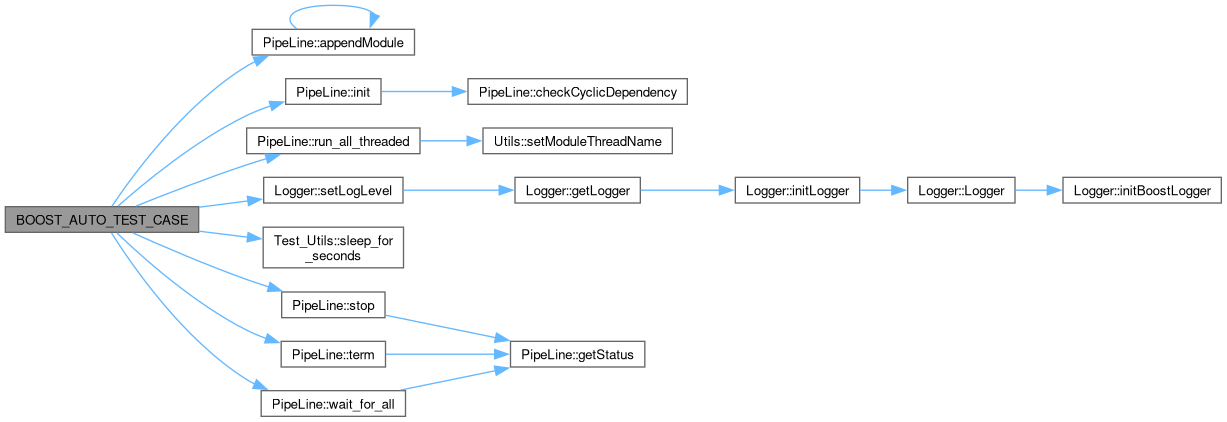 PipeLine::appendModule
PipeLine::init
PipeLine::checkCyclicDependency
PipeLine::run_all_threaded
Utils::setModuleThreadName
Logger::setLogLevel
Logger::getLogger
Logger::initLogger
Logger::Logger
Logger::initBoostLogger
BOOST_AUTO_TEST_CASE
Test_Utils::sleep_for
_seconds
PipeLine::stop
PipeLine::term
PipeLine::getStatus
PipeLine::wait_for_all